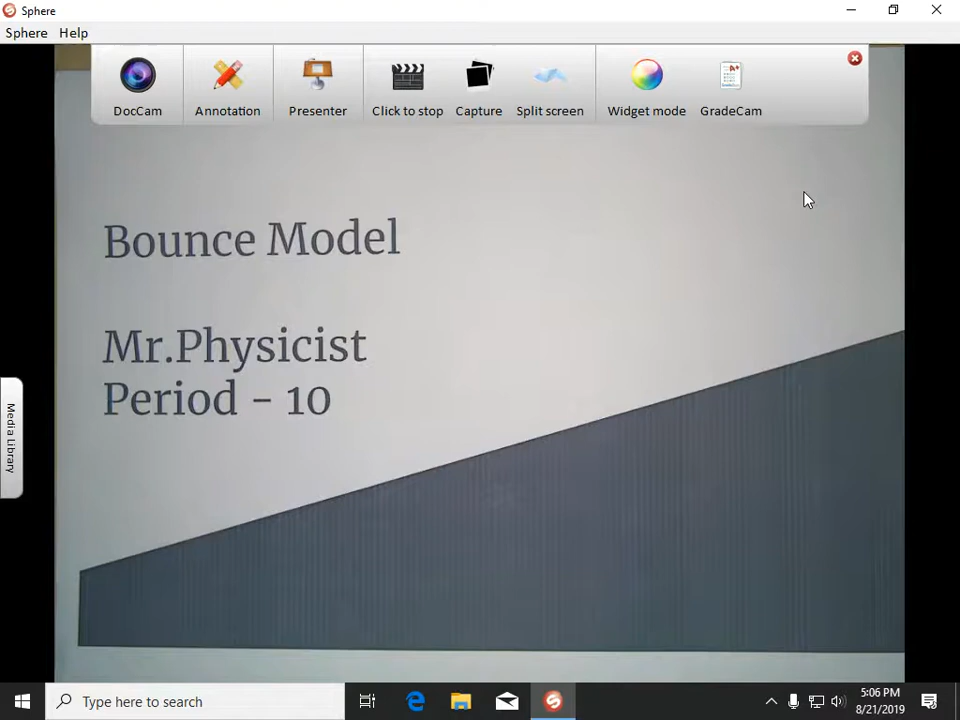 Sphere
Sphere Help
DocCam Annotation Presenter Click to stop Capture Split screen Widget mode GradeCam
Bounce Model
Mr.Physicist
Period - 10
Media Library
Type here to search
5:06 PM
8/21/2019